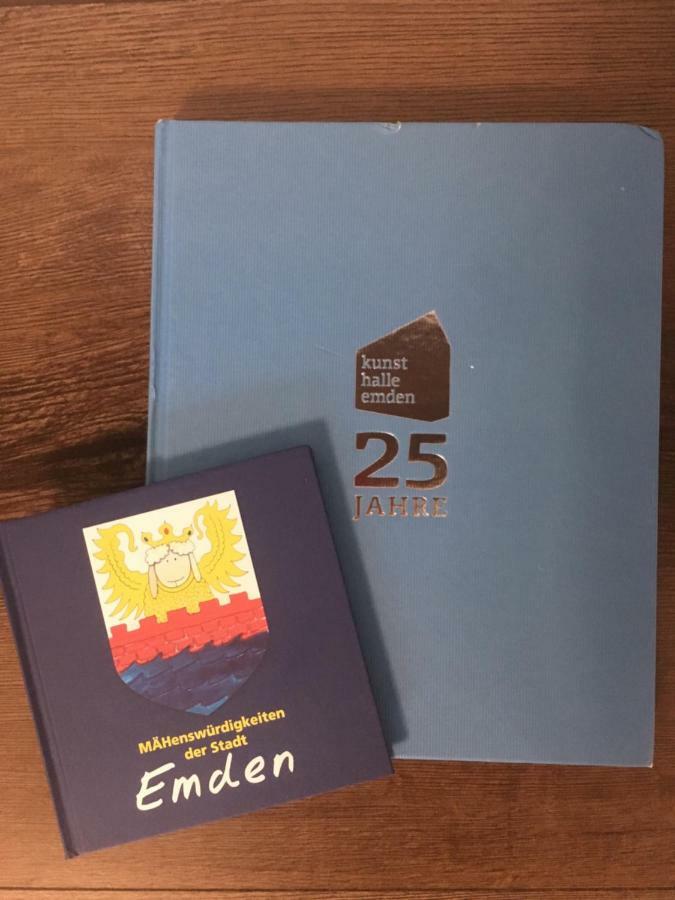 kunst
halle
emden
25
JAHRE
MÄHenswürdigkeiten
der Stadt
Emden